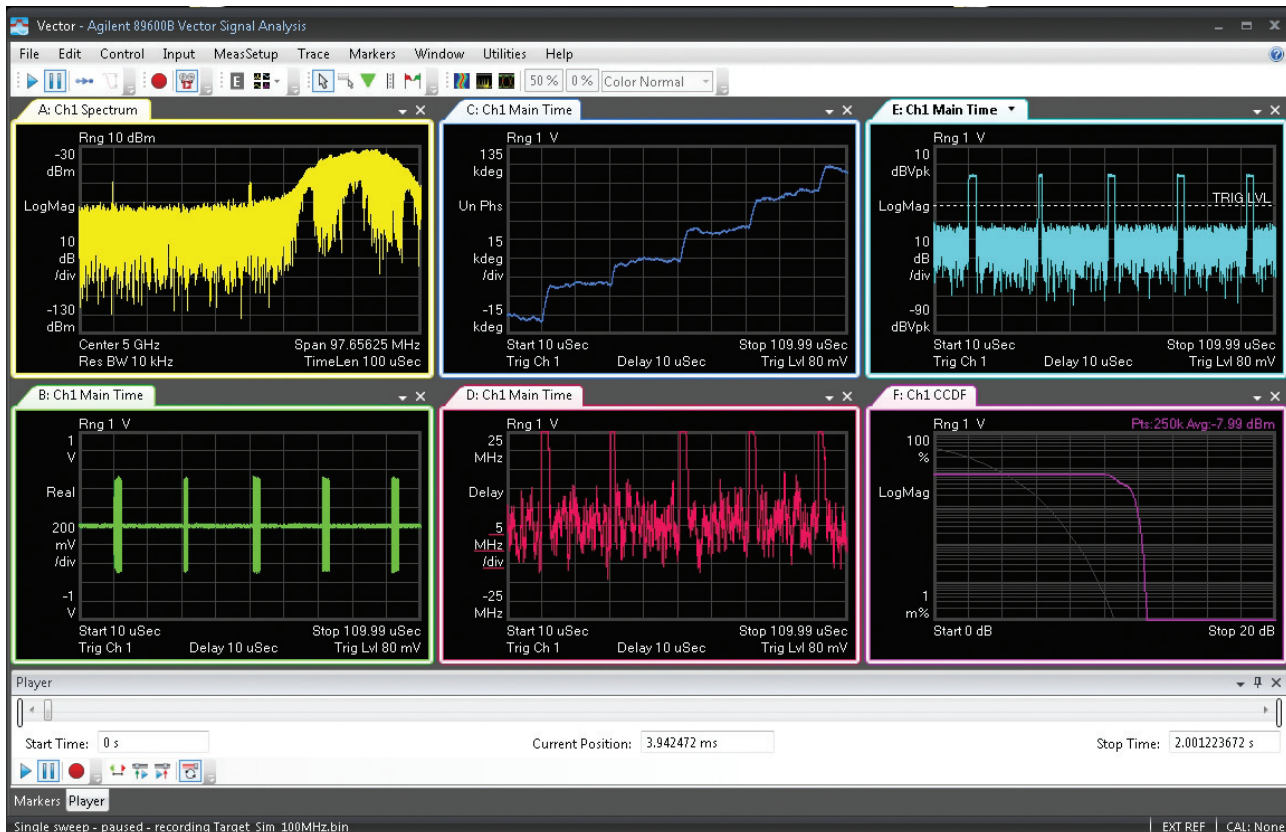 Vector - Agilent 89600B Vector Signal Analysis
File Edit Control Input MeasSetup Trace Markers Window Utilities Help
E 50 % 0 % Color Normal
A: Ch1 Spectrum
Rng 10 dBm
-30
dBm
LogMag
10
dB
/div
-130
dBm
Center 5 GHz Span 97.65625 MHz
Res BW 10 kHz TimeLen 100 uSec
C: Ch1 Main Time
Rng 1 V
135
kdeg
Un Phs
15
kdeg
/div
-15
kdeg
Start 10 uSec Stop 109.99 uSec
Trig Ch 1 Delay 10 uSec Trig Lvl 80 mV
E: Ch1 Main Time
Rng 1 V
10
dBVpk
TRIG LVL
LogMag
10
dB
/div
-90
dBVpk
Start 10 uSec Stop 109.99 uSec
Trig Ch 1 Delay 10 uSec Trig Lvl 80 mV
B: Ch1 Main Time
Rng 1 V
1
V
Real
200
mV
/div
-1
V
Start 10 uSec Stop 109.99 uSec
Trig Ch 1 Delay 10 uSec Trig Lvl 80 mV
D: Ch1 Main Time
Rng 1 V
25
MHz
Delay
5
MHz
/div
-25
MHz
Start 10 uSec Stop 109.99 uSec
Trig Ch 1 Delay 10 uSec Trig Lvl 80 mV
F: Ch1 CCDF
Rng 1 V Pts:250k Avg:-7.99 dBm
100
%
LogMag
1
m%
Start 0 dB Stop 20 dB
Player
Start Time: 0 s Current Position: 3.942472 ms Stop Time: 2.001223672 s
Markers Player
Single sweep - paused - recording Target_Sim_100MHz.bin EXT REF CAL: None